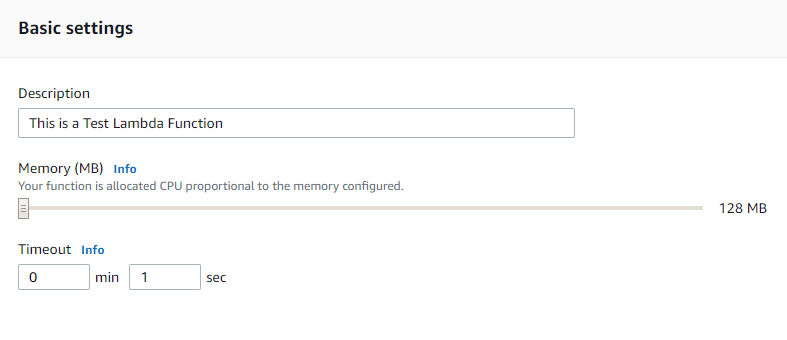 Basic settings
Description
This is a Test Lambda Function
Memory (MB) Info
Your function is allocated CPU proportional to the memory configured.
128 MB
Timeout Info
0 min 1 sec